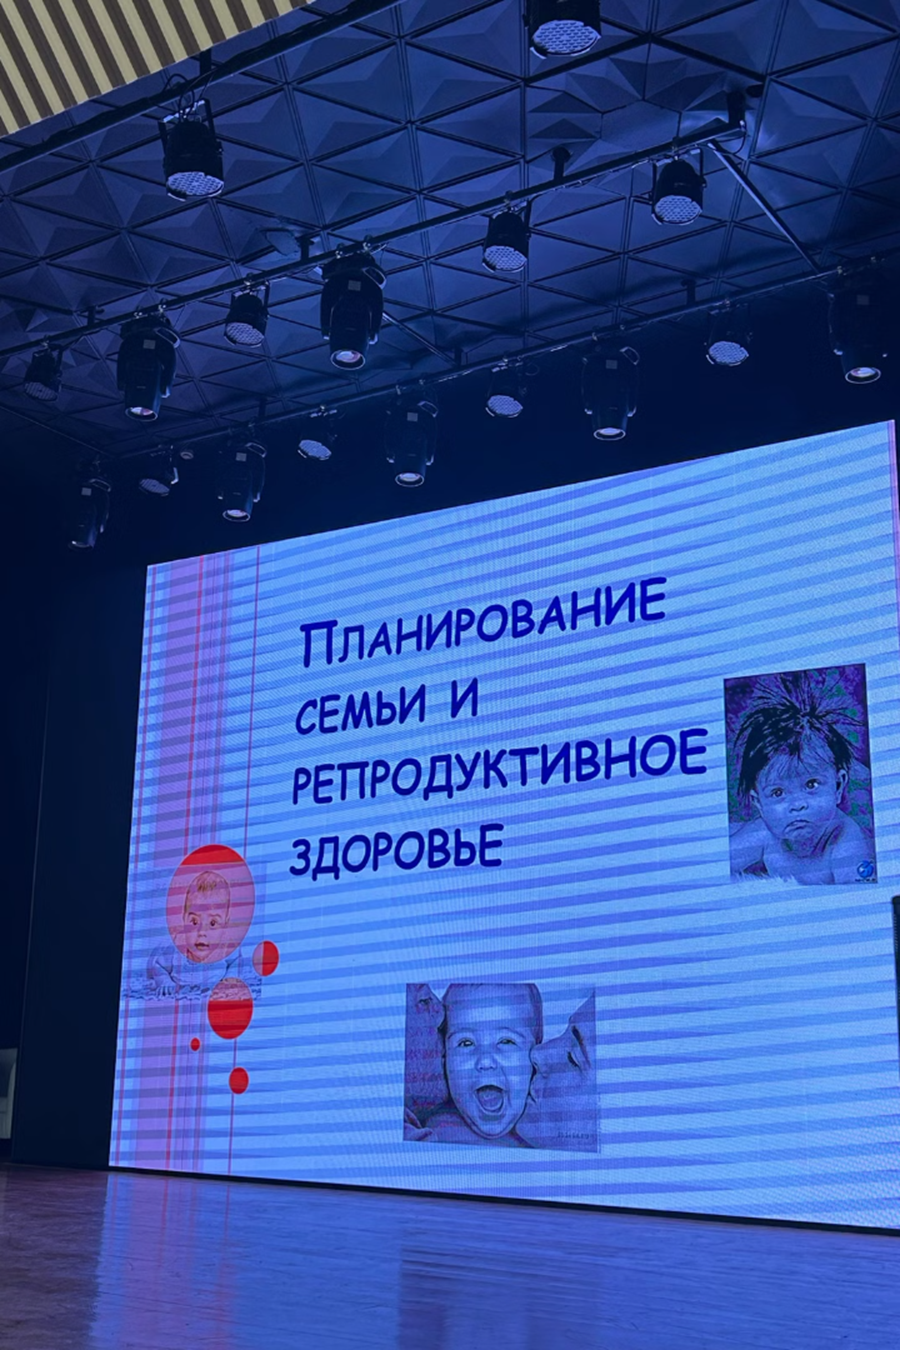 Планирование
семьи и
репродуктивное
здоровье